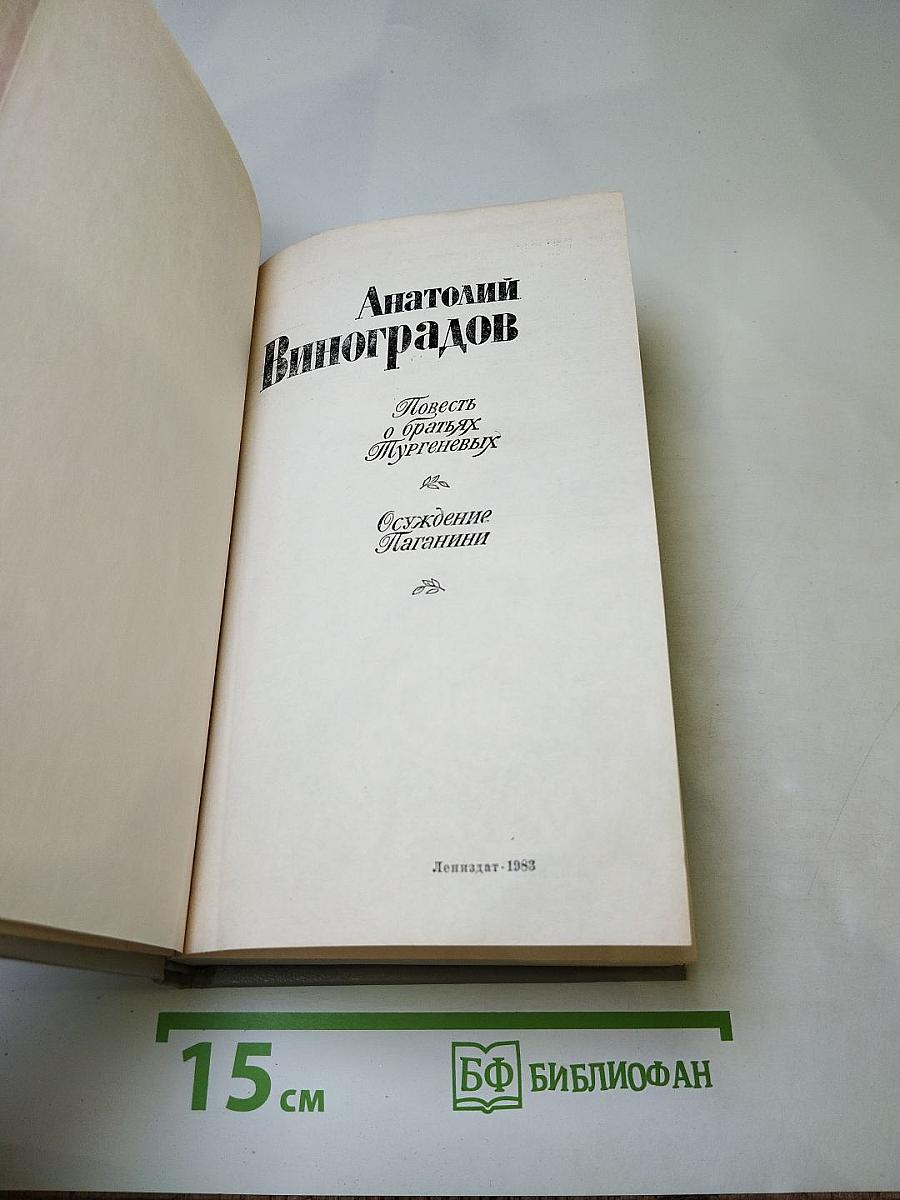 Анатолий
Виноградов
Повесть
о братьях
Тургеневых
Осуждение
Паганини
Лениздат·1983
15 см
БФ БИБЛИОФАН